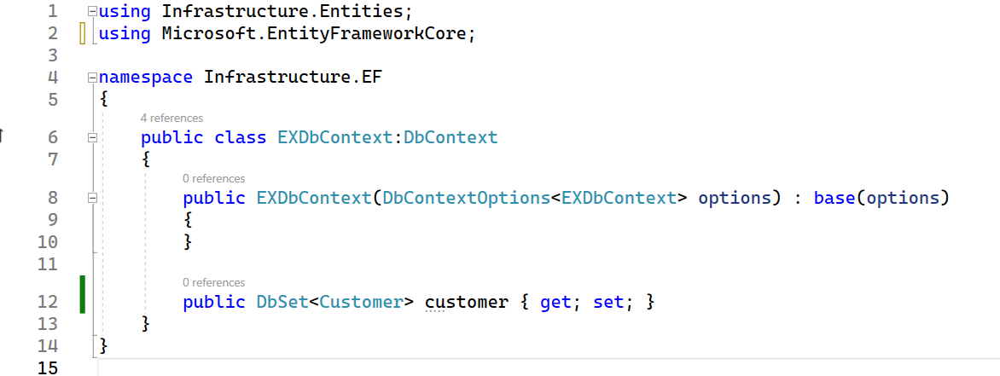 1 using Infrastructure.Entities;
2 using Microsoft.EntityFrameworkCore;
3
4 namespace Infrastructure.EF
5 {
4 references
6 public class EXDbContext:DbContext
7 {
0 references
8 public EXDbContext(DbContextOptions<EXDbContext> options) : base(options)
9 {
10 }
11
0 references
12 public DbSet<Customer> customer { get; set; }
13 }
14 }
15